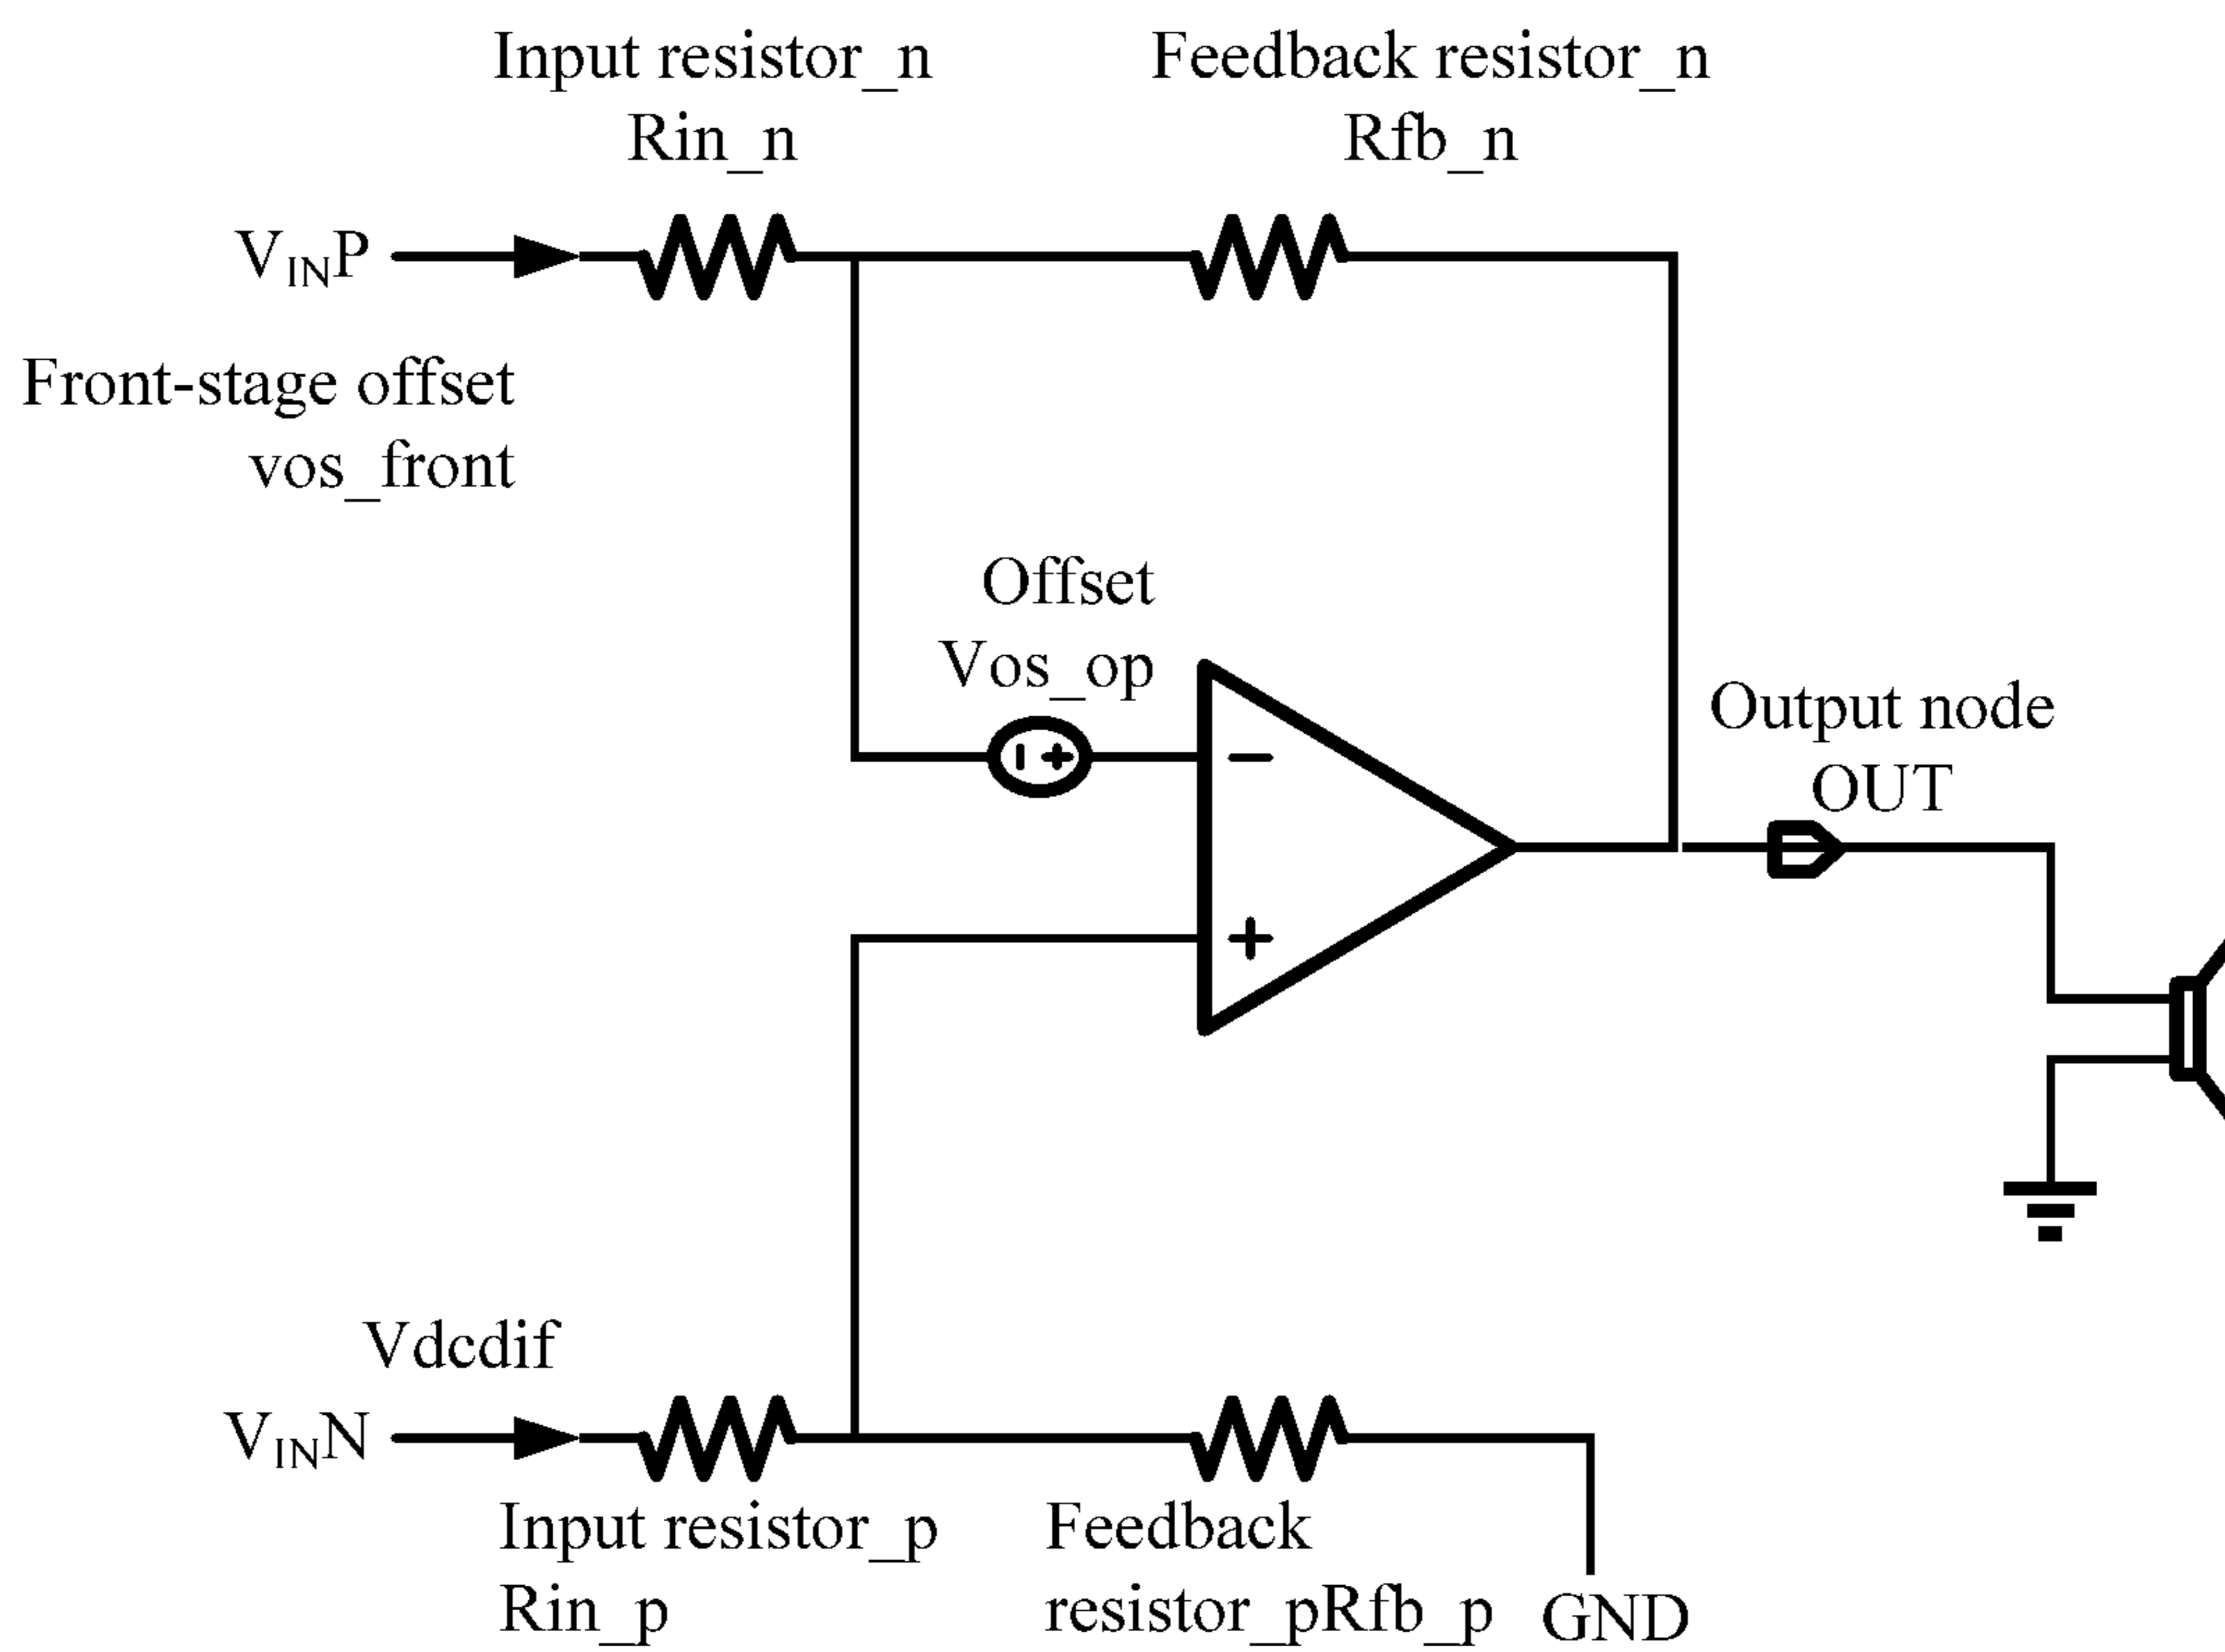 Input resistor_n
Rin_n
Feedback resistor_n
Rfb_n
VINP
Front-stage offset
vos_front
Offset
Vos_op
Output node
OUT
Vdcdif
VINN
Input resistor_p
Rin_p
Feedback
resistor_pRfb_p
GND